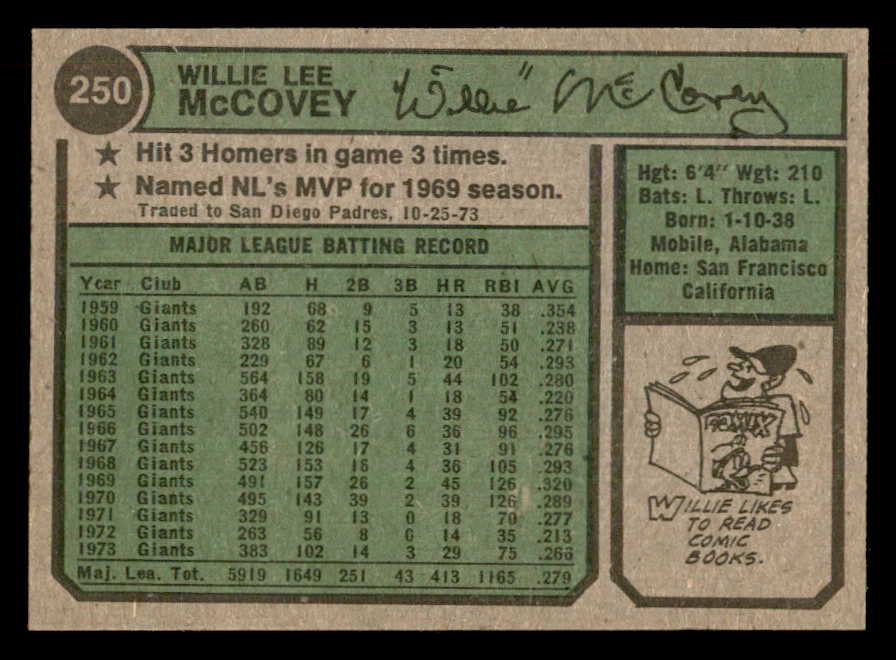 250
WILLIE LEE
McCOVEY
"Willie" McCovey
★ Hit 3 Homers in game 3 times.
★ Named NL's MVP for 1969 season.
Traded to San Diego Padres, 10-25-73
MAJOR LEAGUE BATTING RECORD
Year Club AB H 2B 3B HR RBI AVG
1959 Giants 192 68 9 5 13 38 .354
1960 Giants 260 62 15 3 13 51 .238
1961 Giants 328 89 12 3 18 50 .271
1962 Giants 229 67 6 1 20 54 .293
1963 Giants 564 158 19 5 44 102 .280
1964 Giants 364 80 14 1 18 54 .220
1965 Giants 540 149 17 4 39 92 .276
1966 Giants 502 148 26 6 36 96 .295
1967 Giants 456 126 17 4 31 91 .276
1968 Giants 523 153 16 4 36 105 .293
1969 Giants 491 157 26 2 45 126 .320
1970 Giants 495 143 39 2 39 126 .289
1971 Giants 329 91 13 0 18 70 .277
1972 Giants 263 56 8 0 14 35 .213
1973 Giants 383 102 14 3 29 75 .266
Maj. Lea. Tot. 5919 1649 251 43 413 1165 .279
Hgt: 6'4" Wgt: 210
Bats: L. Throws: L.
Born: 1-10-38
Mobile, Alabama
Home: San Francisco
California
COMIX
WILLIE LIKES
TO READ
COMIC
BOOKS.